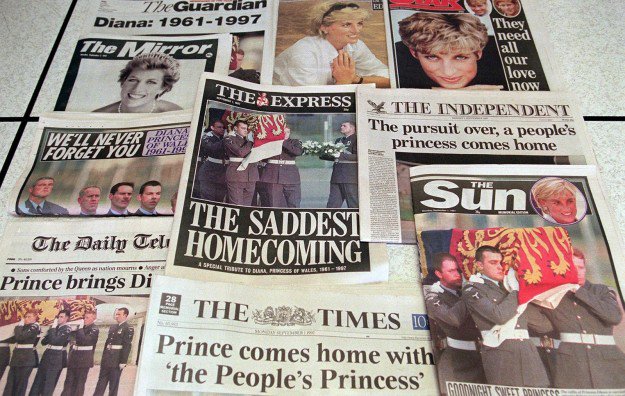 The Guardian
Diana: 1961-1997
STAR
They
need
all
our
love
now
The Mirror
WE'LL NEVER
FORGET YOU
DIANA
PRINCESS
OF WALES
1961-1997
THE EXPRESS
THE SADDEST
HOMECOMING
A SPECIAL TRIBUTE TO DIANA, PRINCESS OF WALES, 1961 - 1997
THE INDEPENDENT
The pursuit over, a people's
princess comes home
THE
Sun
MEMORIAL EDITION
GOODNIGHT SWEET PRINCESS
The Daily Tele
Sons comforted by the Queen as nation mourns
Prince brings Di
28
PAGE
SECTION
THE TIMES
MONDAY SEPTEMBER 1 1997
Prince comes home with
'the People's Princess'